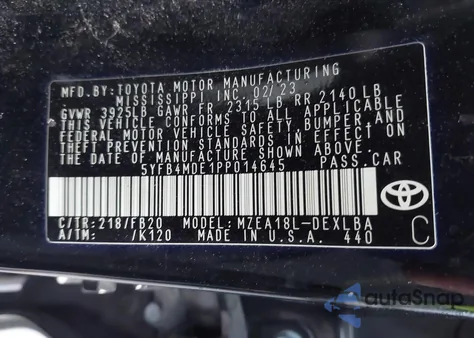 MFD.BY: TOYOTA MOTOR MANUFACTURING
MISSISSIPPI INC. 02/23
GVWR 3925LB GAWR FR 2315 LB RR 2140 LB
THIS VEHICLE CONFORMS TO ALL APPLICABLE
FEDERAL MOTOR VEHICLE SAFETY, BUMPER, AND
THEFT PREVENTION STANDARDS IN EFFECT ON
THE DATE OF MANUFACTURE SHOWN ABOVE.
5YFB4MDE1PP014645 PASS.CAR
C/TR:218/FB20 MODEL:MZEA18L-DEXLBA
A/TM: /K120 MADE IN U.S.A. 440
C
autoSnap